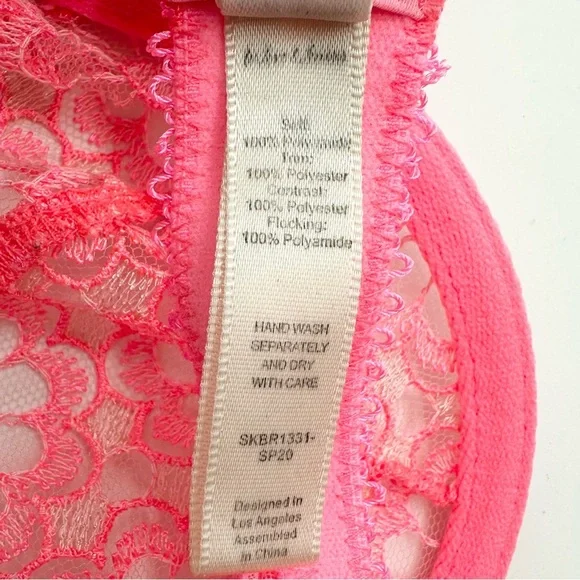 Self:
100% Polyamide
Trim:
100% Polyester
Contrast:
100% Polyester
Flocking:
100% Polyamide
HAND WASH
SEPARATELY
AND DRY
WITH CARE
SKBR1331-
SP20
Designed in
Los Angeles
Assembled
in China